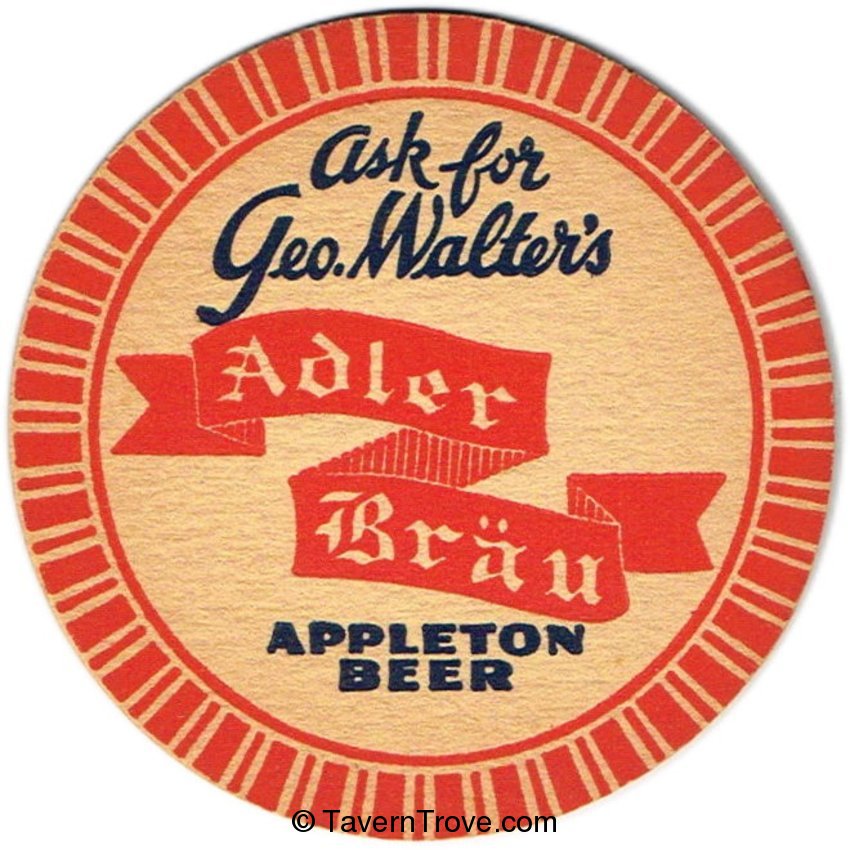 Ask for
Geo. Walter's
Adler
Bräu
APPLETON
BEER
© TavernTrove.com